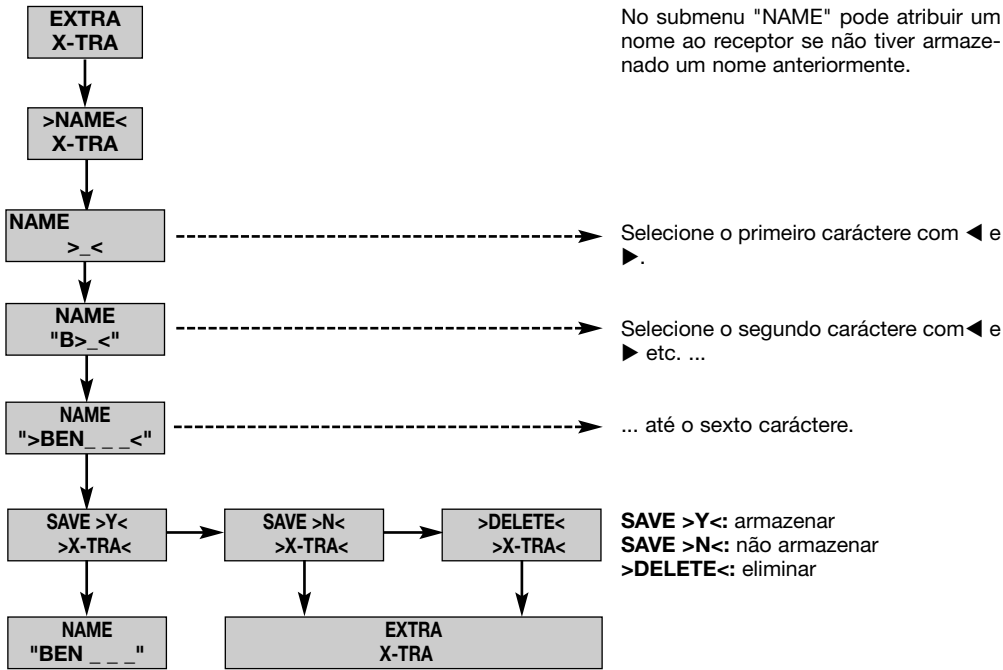 EXTRA
X-TRA
No submenu "NAME" pode atribuir um
nome ao receptor se não tiver armaze-
nado um nome anteriormente.
>NAME<
X-TRA
NAME
>_<
Selecione o primeiro caráctere com ◀ e
▶.
NAME
"B>_<"
Selecione o segundo caráctere com◀ e
▶ etc. ...
NAME
">BEN_ _ _<"
... até o sexto caráctere.
SAVE >Y<
>X-TRA<
SAVE >N<
>X-TRA<
>DELETE<
>X-TRA<
SAVE >Y<: armazenar
SAVE >N<: não armazenar
>DELETE<: eliminar
NAME
"BEN _ _ _"
EXTRA
X-TRA